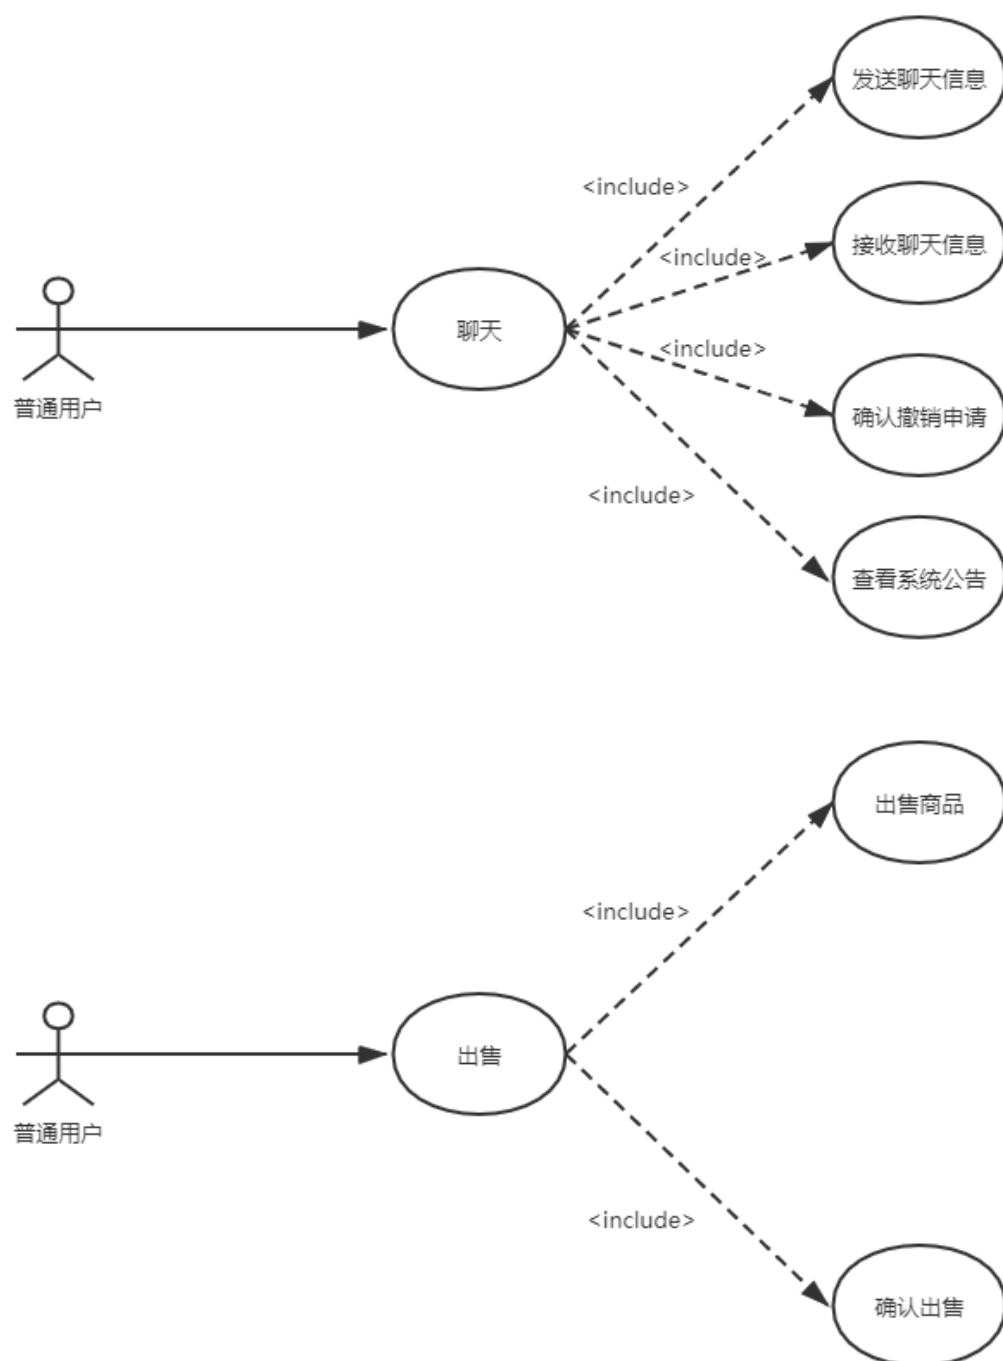 发送聊天信息
<include>
接收聊天信息
<include>
聊天
<include>
普通用户
确认撤销申请
<include>
查看系统公告
出售商品
<include>
出售
普通用户
<include>
确认出售